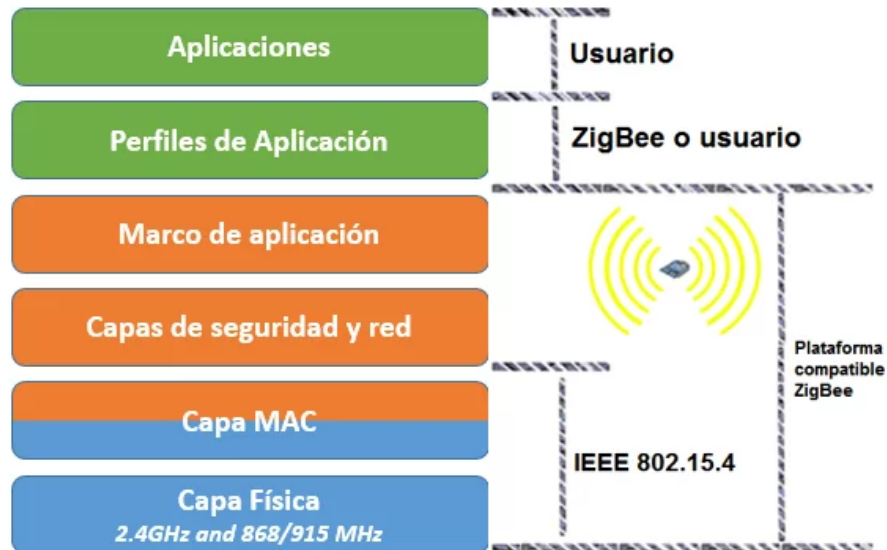 Aplicaciones
Usuario
Perfiles de Aplicación
ZigBee o usuario
Marco de aplicación
Capas de seguridad y red
Plataforma
compatible
ZigBee
Capa MAC
IEEE 802.15.4
Capa Física
2.4GHz and 868/915 MHz